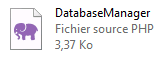 DatabaseManager
Fichier source PHP
3,37 Ko